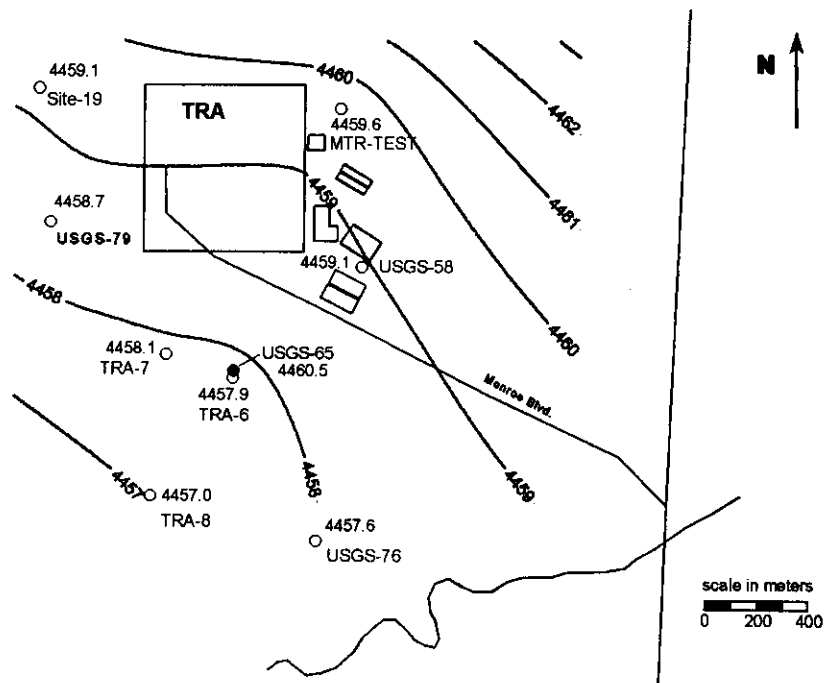 4459.1
Site-19
TRA
4460
N
4459.6
MTR-TEST
4462
4461
4459
4458.7
USGS-79
4459.1
USGS-58
4458
4460
4458.1
TRA-7
USGS-65
4460.5
4457.9
TRA-6
Monroe Blvd.
4457
4457.0
TRA-8
4458
4459
4457.6
USGS-76
scale in meters
0 200 400